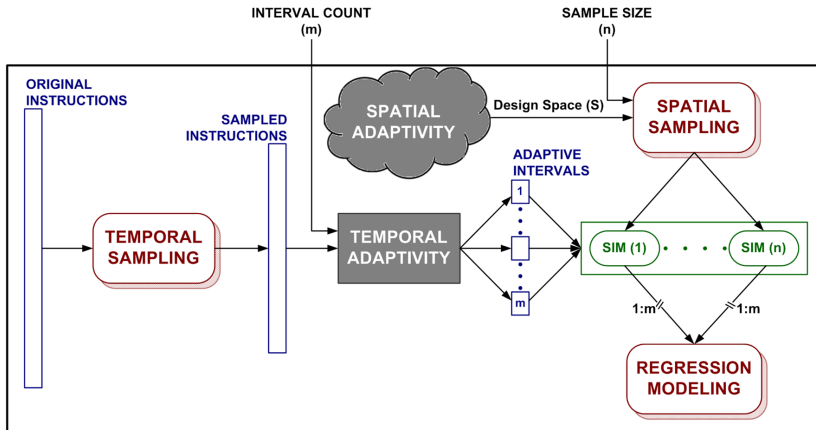 INTERVAL COUNT
(m)
SAMPLE SIZE
(n)
ORIGINAL
INSTRUCTIONS
SAMPLED
INSTRUCTIONS
SPATIAL
ADAPTIVITY
Design Space (S)
SPATIAL
SAMPLING
ADAPTIVE
INTERVALS
1
TEMPORAL
SAMPLING
TEMPORAL
ADAPTIVITY
SIM (1)
SIM (n)
m
1:m
1:m
REGRESSION
MODELING